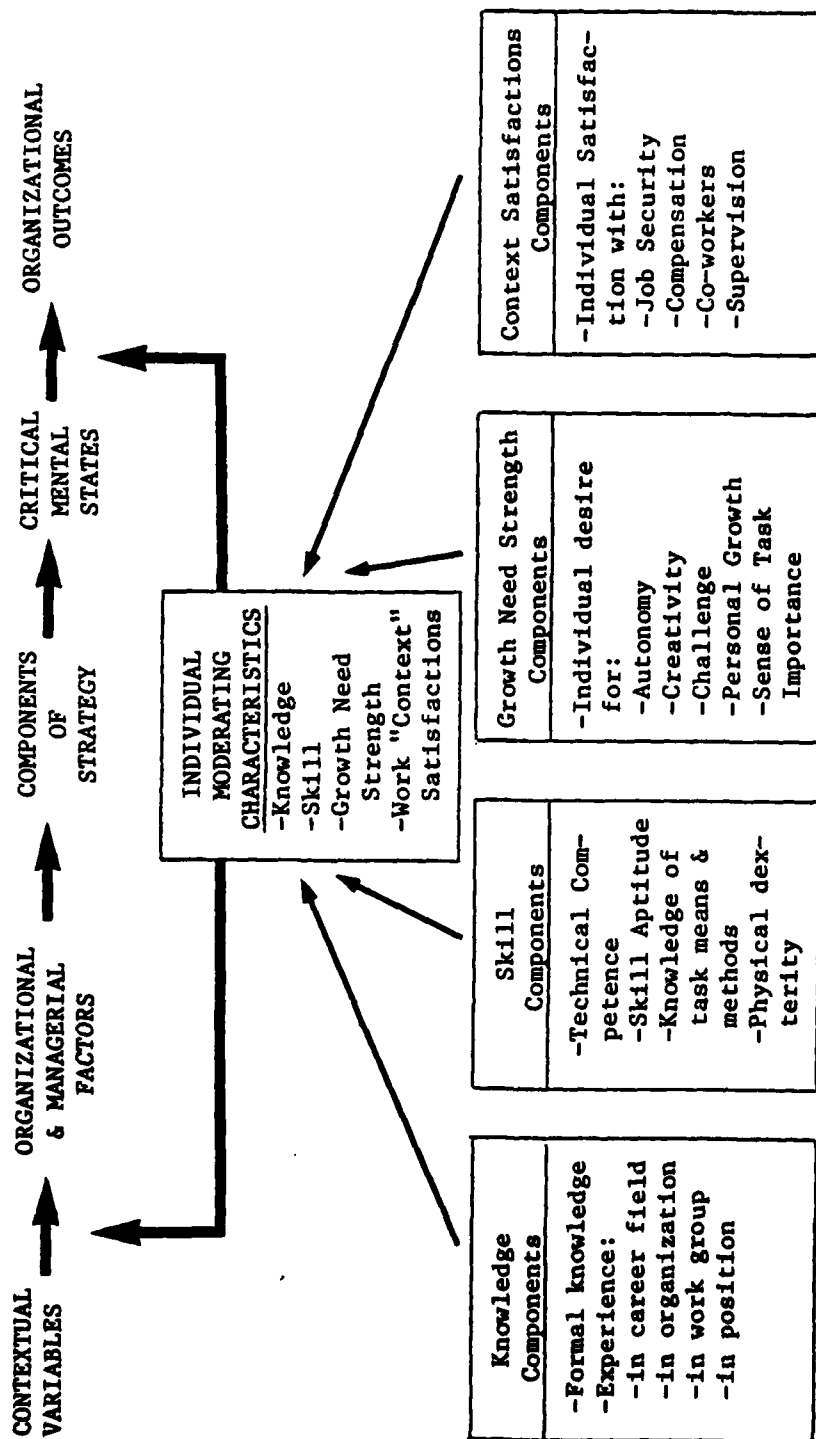 CONTEXTUAL
VARIABLES
ORGANIZATIONAL
& MANAGERIAL
FACTORS
COMPONENTS
OF
STRATEGY
CRITICAL
MENTAL
STATES
ORGANIZATIONAL
OUTCOMES
INDIVIDUAL
MODERATING
CHARACTERISTICS
-Knowledge
-Skill
-Growth Need
Strength
-Work "Context"
Satisfactions
Knowledge
Components
-Formal knowledge
-Experience:
-in career field
-in organization
-in work group
-in position
Skill
Components
-Technical Com-
petence
-Skill Aptitude
-Knowledge of
task means &
methods
-Physical dex-
terity
Growth Need Strength
Components
-Individual desire
for:
-Autonomy
-Creativity
-Challenge
-Personal Growth
-Sense of Task
Importance
Context Satisfactions
Components
-Individual Satisfac-
tion with:
-Job Security
-Compensation
-Co-workers
-Supervision